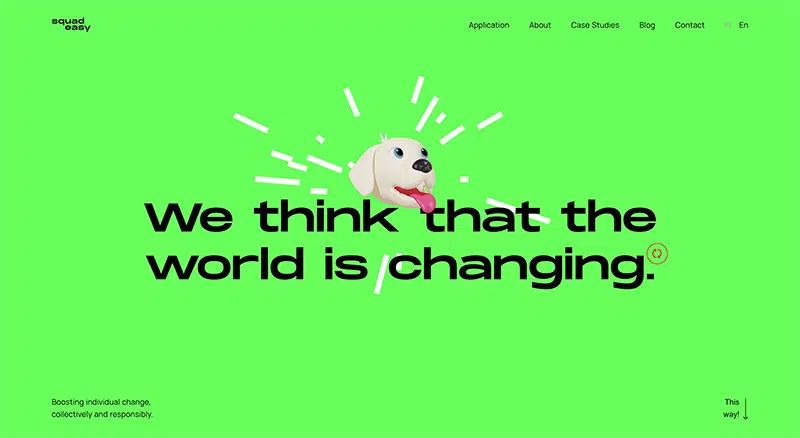 squad
easy
Application
About
Case Studies
Blog
Contact
En
We think that the
world is changing.
Boosting individual change,
collectively and responsibly.
This
way!